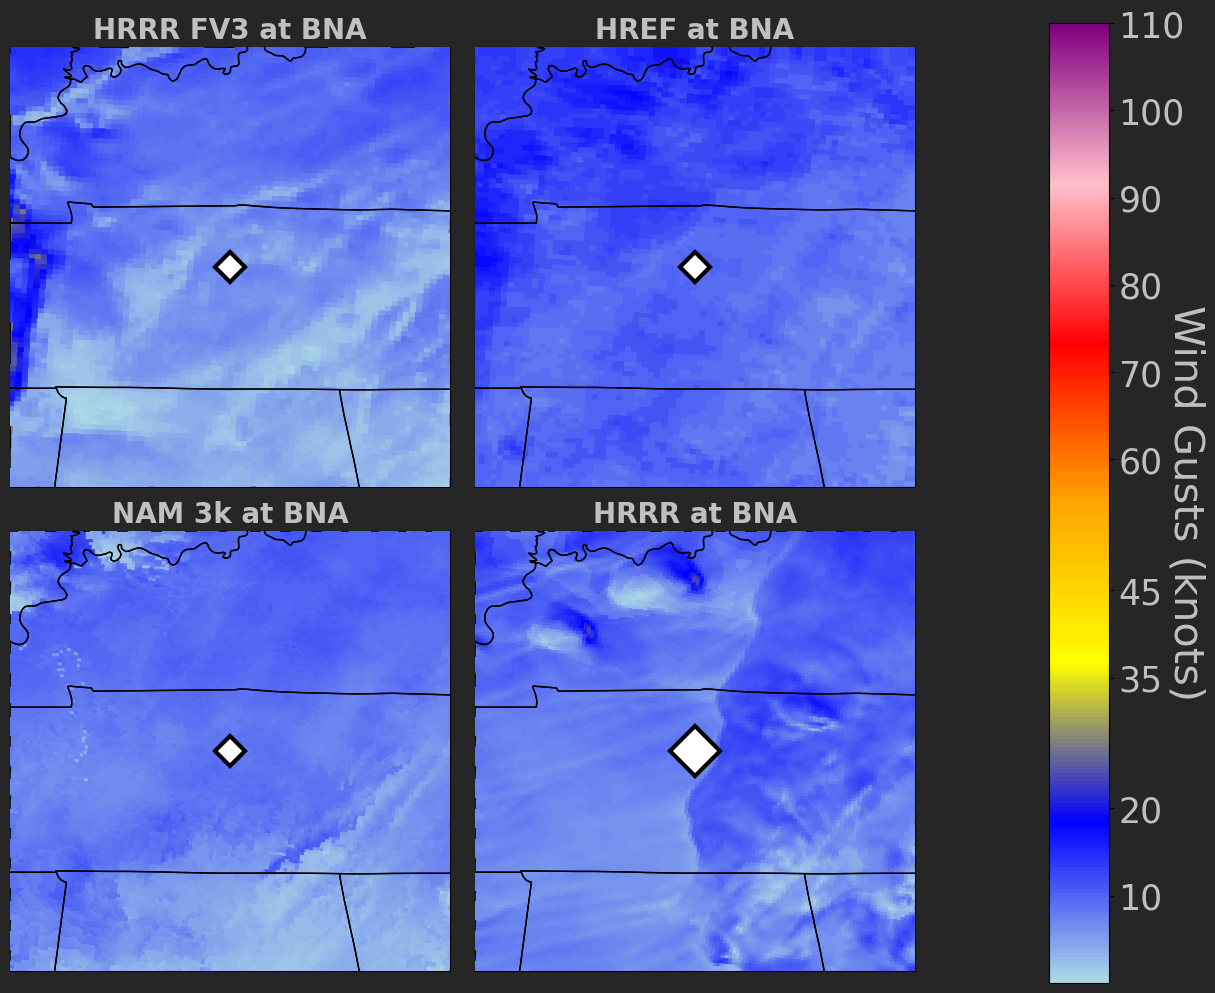 HRRR FV3 at BNA
HREF at BNA
NAM 3k at BNA
HRRR at BNA
110
100
90
80
70
60
45
35
20
10
Wind Gusts (knots)